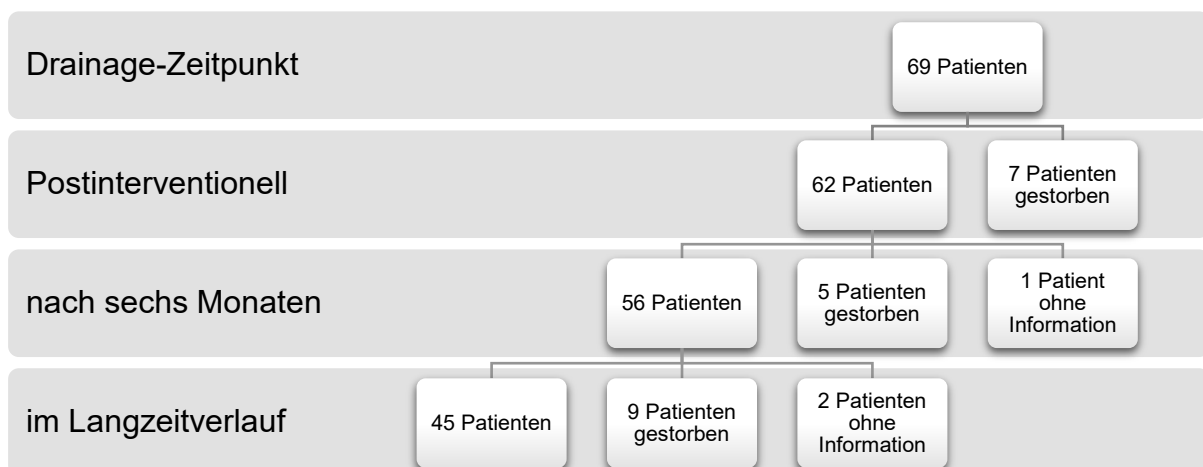 Drainage-Zeitpunkt
69 Patienten
Postinterventionell
62 Patienten
7 Patienten
gestorben
nach sechs Monaten
56 Patienten
5 Patienten
gestorben
1 Patient
ohne
Information
im Langzeitverlauf
45 Patienten
9 Patienten
gestorben
2 Patienten
ohne
Information